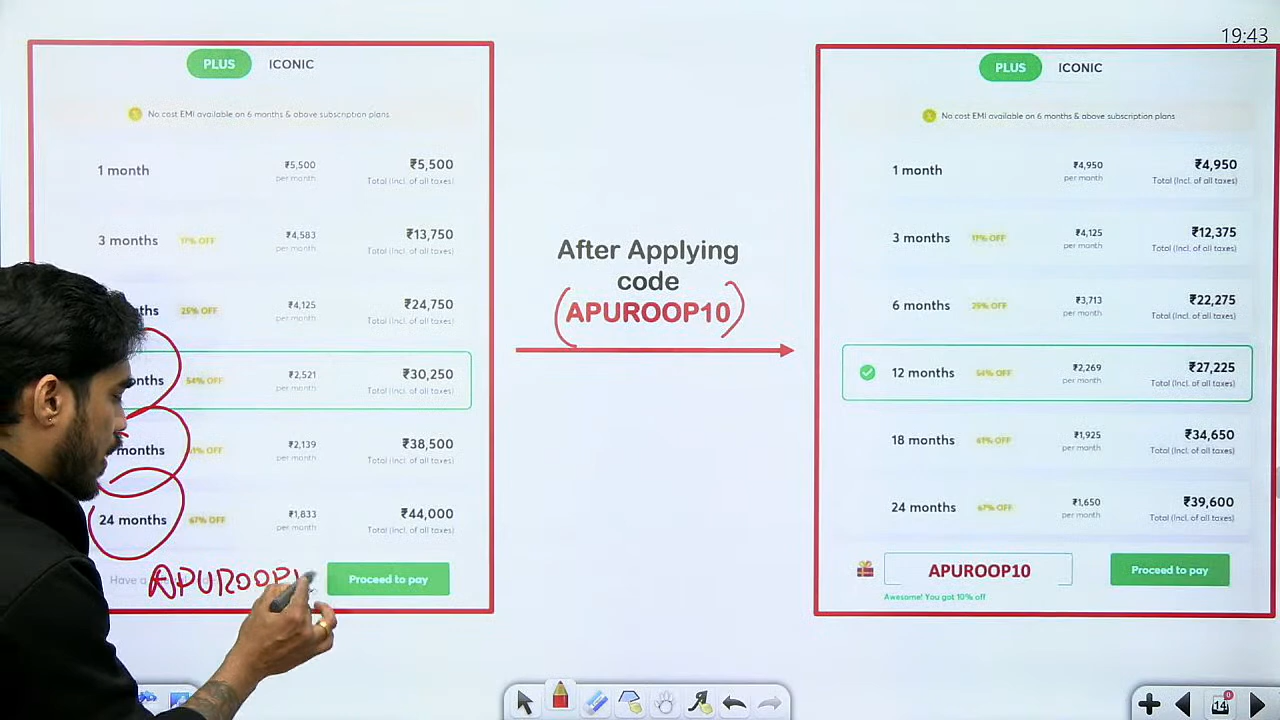 19:43
PLUS ICONIC
No cost EMI available on 6 months & above subscription plans
1 month ₹5,500 per month ₹5,500 Total (Incl. of all taxes)
3 months 17% OFF ₹4,583 per month ₹13,750 Total (Incl. of all taxes)
25% OFF ₹4,125 per month ₹24,750 Total (Incl. of all taxes)
54% OFF ₹2,521 per month ₹30,250 Total (Incl. of all taxes)
months ₹2,139 per month ₹38,500 Total (Incl. of all taxes)
24 months 67% OFF ₹1,833 per month ₹44,000 Total (Incl. of all taxes)
Have a
APUROOP1
Proceed to pay
After Applying
code
(APUROOP10)
PLUS ICONIC
No cost EMI available on 6 months & above subscription plans
1 month ₹4,950 per month ₹4,950 Total (Incl. of all taxes)
3 months 17% OFF ₹4,125 per month ₹12,375 Total (Incl. of all taxes)
6 months 25% OFF ₹3,713 per month ₹22,275 Total (Incl. of all taxes)
12 months 54% OFF ₹2,269 per month ₹27,225 Total (Incl. of all taxes)
18 months 61% OFF ₹1,925 per month ₹34,650 Total (Incl. of all taxes)
24 months 67% OFF ₹1,650 per month ₹39,600 Total (Incl. of all taxes)
APUROOP10 Proceed to pay
Awesome! You got 10% off
14
0